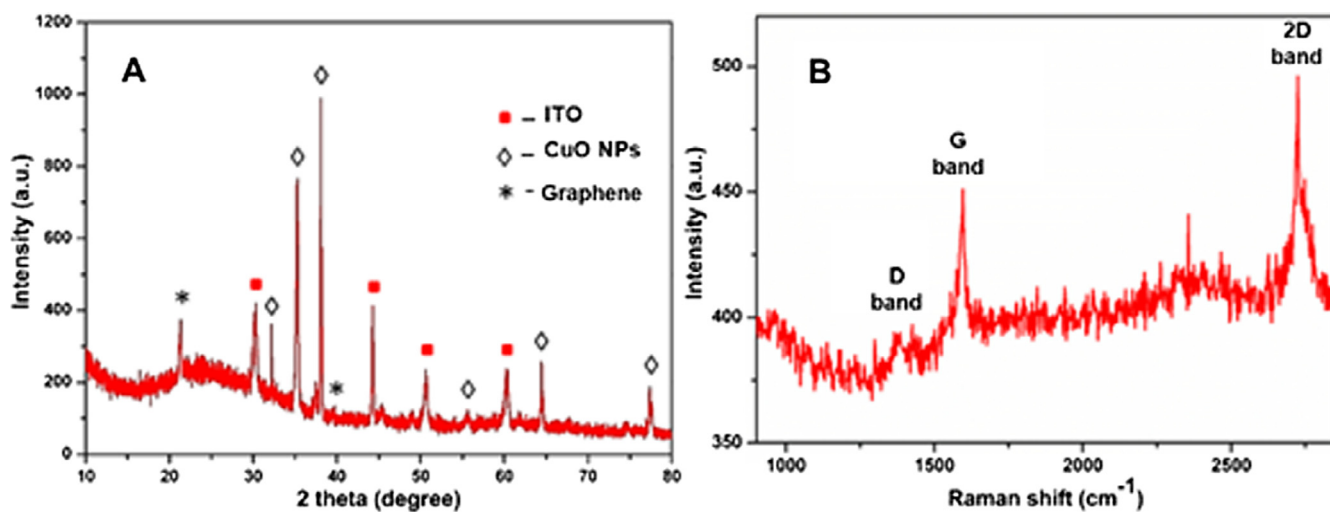 A
Intensity (a.u.)
1200
1000
800
600
400
200
0
■ – ITO
◇ – CuO NPs
* - Graphene
10 20 30 40 50 60 70 80
2 theta (degree)
B
Intensity (a.u.)
500
450
400
350
D
band
G
band
2D
band
1000 1500 2000 2500
Raman shift (cm⁻¹)